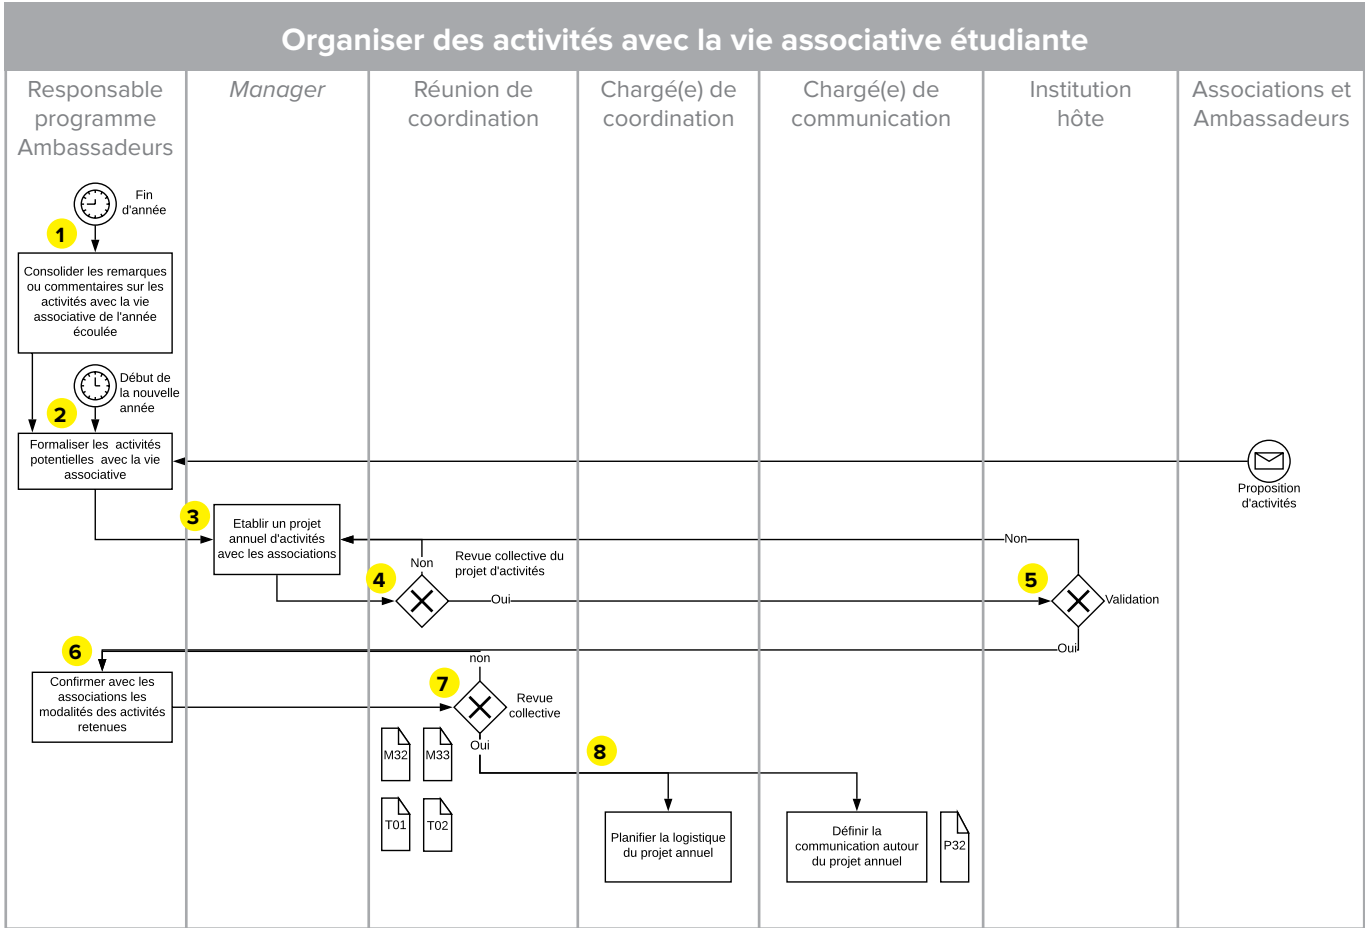 Organiser des activités avec la vie associative étudiante
Responsable
programme
Ambassadeurs
Manager
Réunion de
coordination
Chargé(e) de
coordination
Chargé(e) de
communication
Institution
hôte
Associations et
Ambassadeurs
Fin
d'année
1
Consolider les remarques
ou commentaires sur les
activités avec la vie
associative de l'année
écoulée
Début de
la nouvelle
année
2
Formaliser les activités
potentielles avec la vie
associative
Proposition
d'activités
3
Etablir un projet
annuel d'activités
avec les associations
Non
Revue collective du
projet d'activités
4
Oui
Non
5
Validation
Oui
6
Confirmer avec les
associations les
modalités des activités
retenues
non
7
Revue
collective
Oui
M32
M33
T01
T02
8
Planifier la logistique
du projet annuel
Définir la
communication autour
du projet annuel
P32